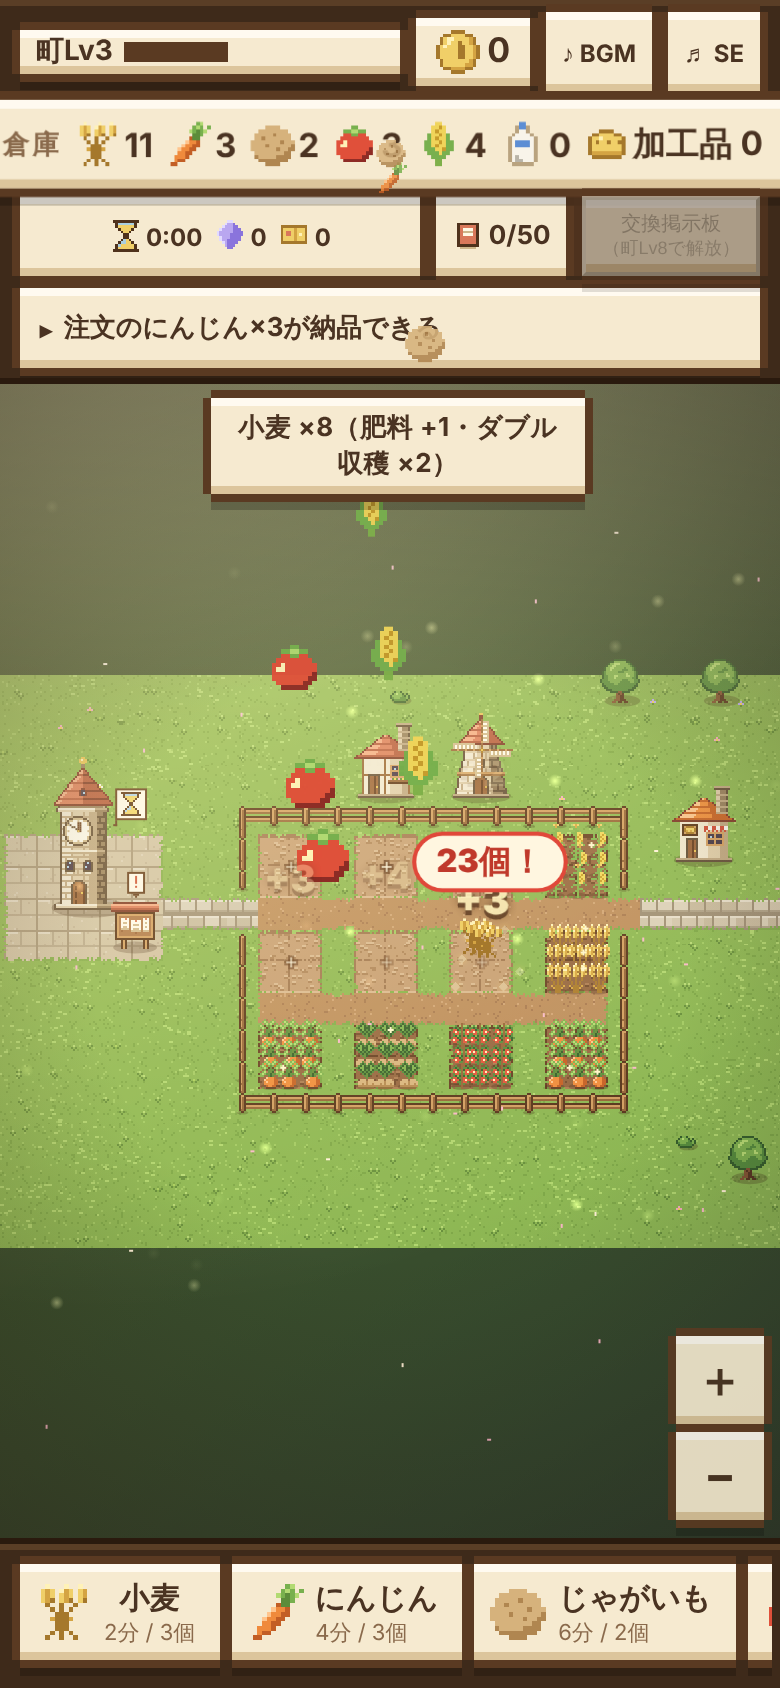 町Lv3
0
♪ BGM
♬ SE
倉庫 11 3 2 3 4 0 加工品 0
0:00 0 0
0/50
交換掲示板
（町Lv8で解放）
▸ 注文のにんじん×3が納品できる
小麦 ×8（肥料 +1・ダブル
収穫 ×2）
23個！
+3
+4
+3
!
+
−
小麦
2分 / 3個
にんじん
4分 / 3個
じゃがいも
6分 / 2個